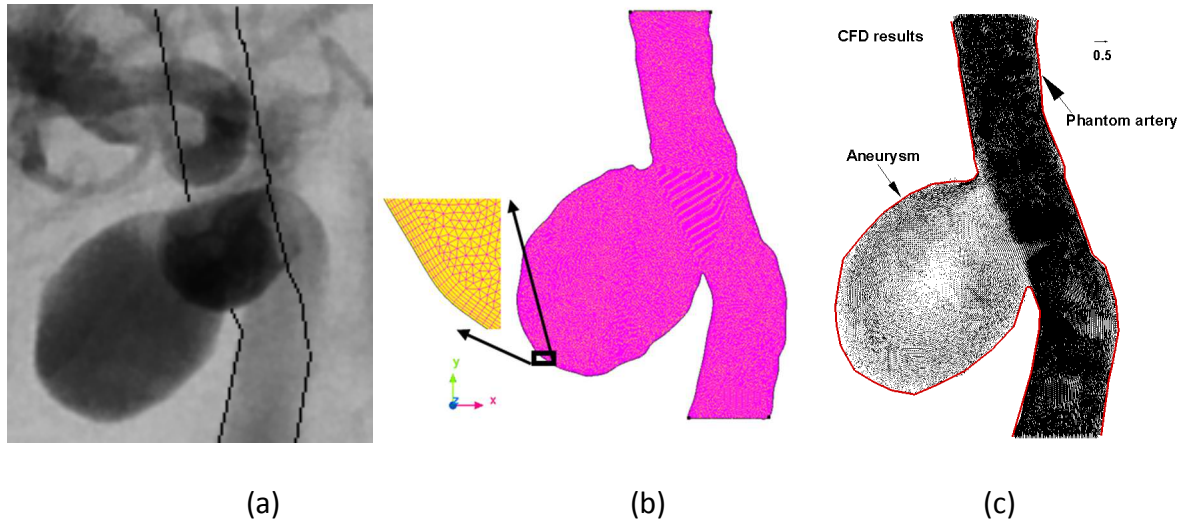 CFD results
0.5
Phantom artery
Aneurysm
y
z
x
(a)
(b)
(c)